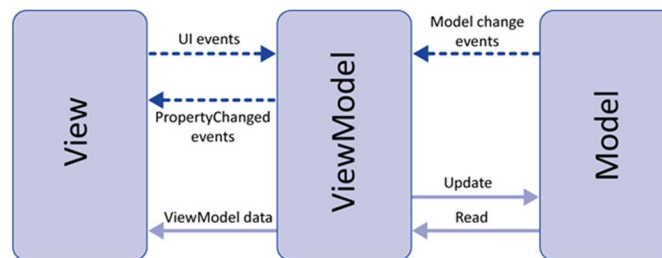 View
UI events
PropertyChanged
events
ViewModel data
ViewModel
Model change
events
Update
Read
Model